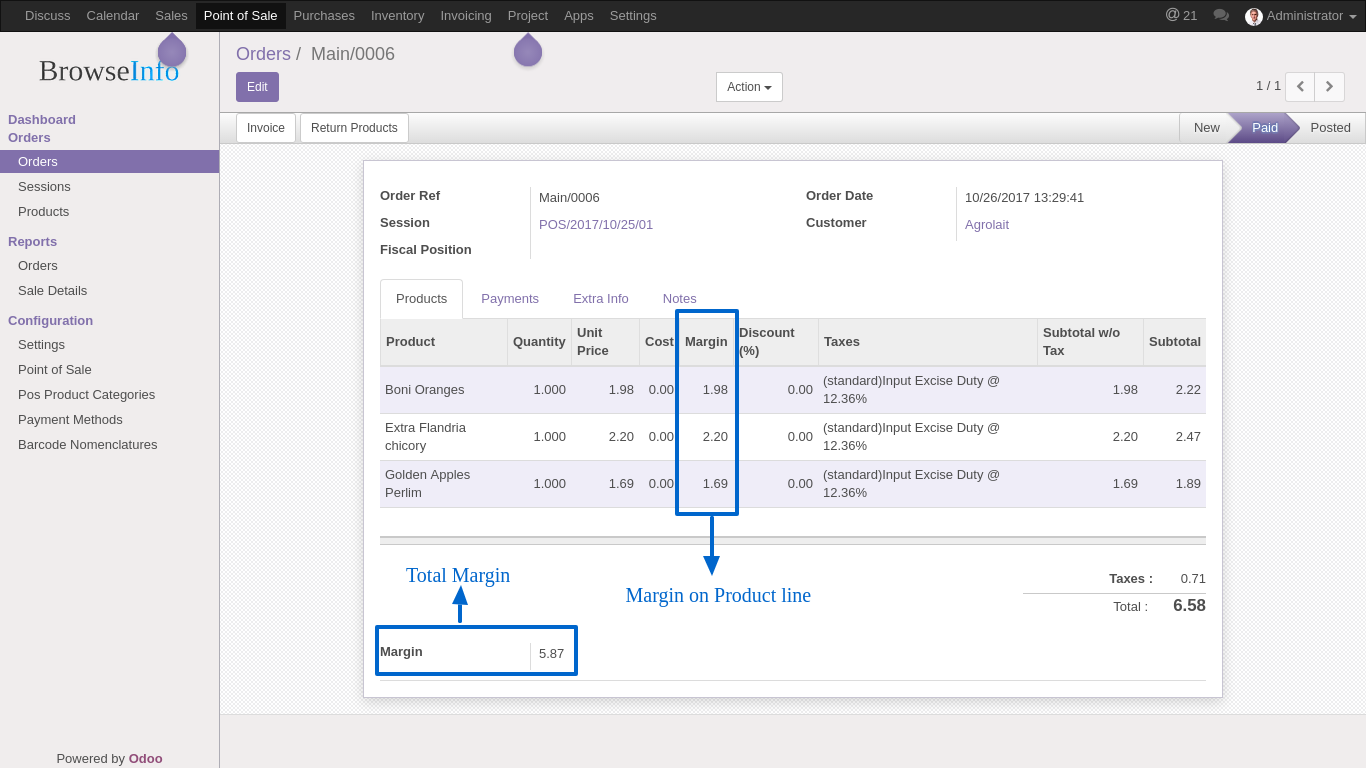 Discuss Calendar Sales Point of Sale Purchases Inventory Invoicing Project Apps Settings @ 21 Administrator
BrowseInfo
Orders / Main/0006
Edit Action 1 / 1
Invoice Return Products New Paid Posted
Dashboard
Orders
Orders
Sessions
Products
Reports
Orders
Sale Details
Configuration
Settings
Point of Sale
Pos Product Categories
Payment Methods
Barcode Nomenclatures
Powered by Odoo
Order Ref Main/0006 Order Date 10/26/2017 13:29:41
Session POS/2017/10/25/01 Customer Agrolait
Fiscal Position
Products Payments Extra Info Notes
Product Quantity Unit Price Cost Margin Discount (%) Taxes Subtotal w/o Tax Subtotal
Boni Oranges 1.000 1.98 0.00 1.98 0.00 (standard)Input Excise Duty @ 12.36% 1.98 2.22
Extra Flandria chicory 1.000 2.20 0.00 2.20 0.00 (standard)Input Excise Duty @ 12.36% 2.20 2.47
Golden Apples Perlim 1.000 1.69 0.00 1.69 0.00 (standard)Input Excise Duty @ 12.36% 1.69 1.89
Total Margin
Margin on Product line
Taxes : 0.71
Total : 6.58
Margin 5.87